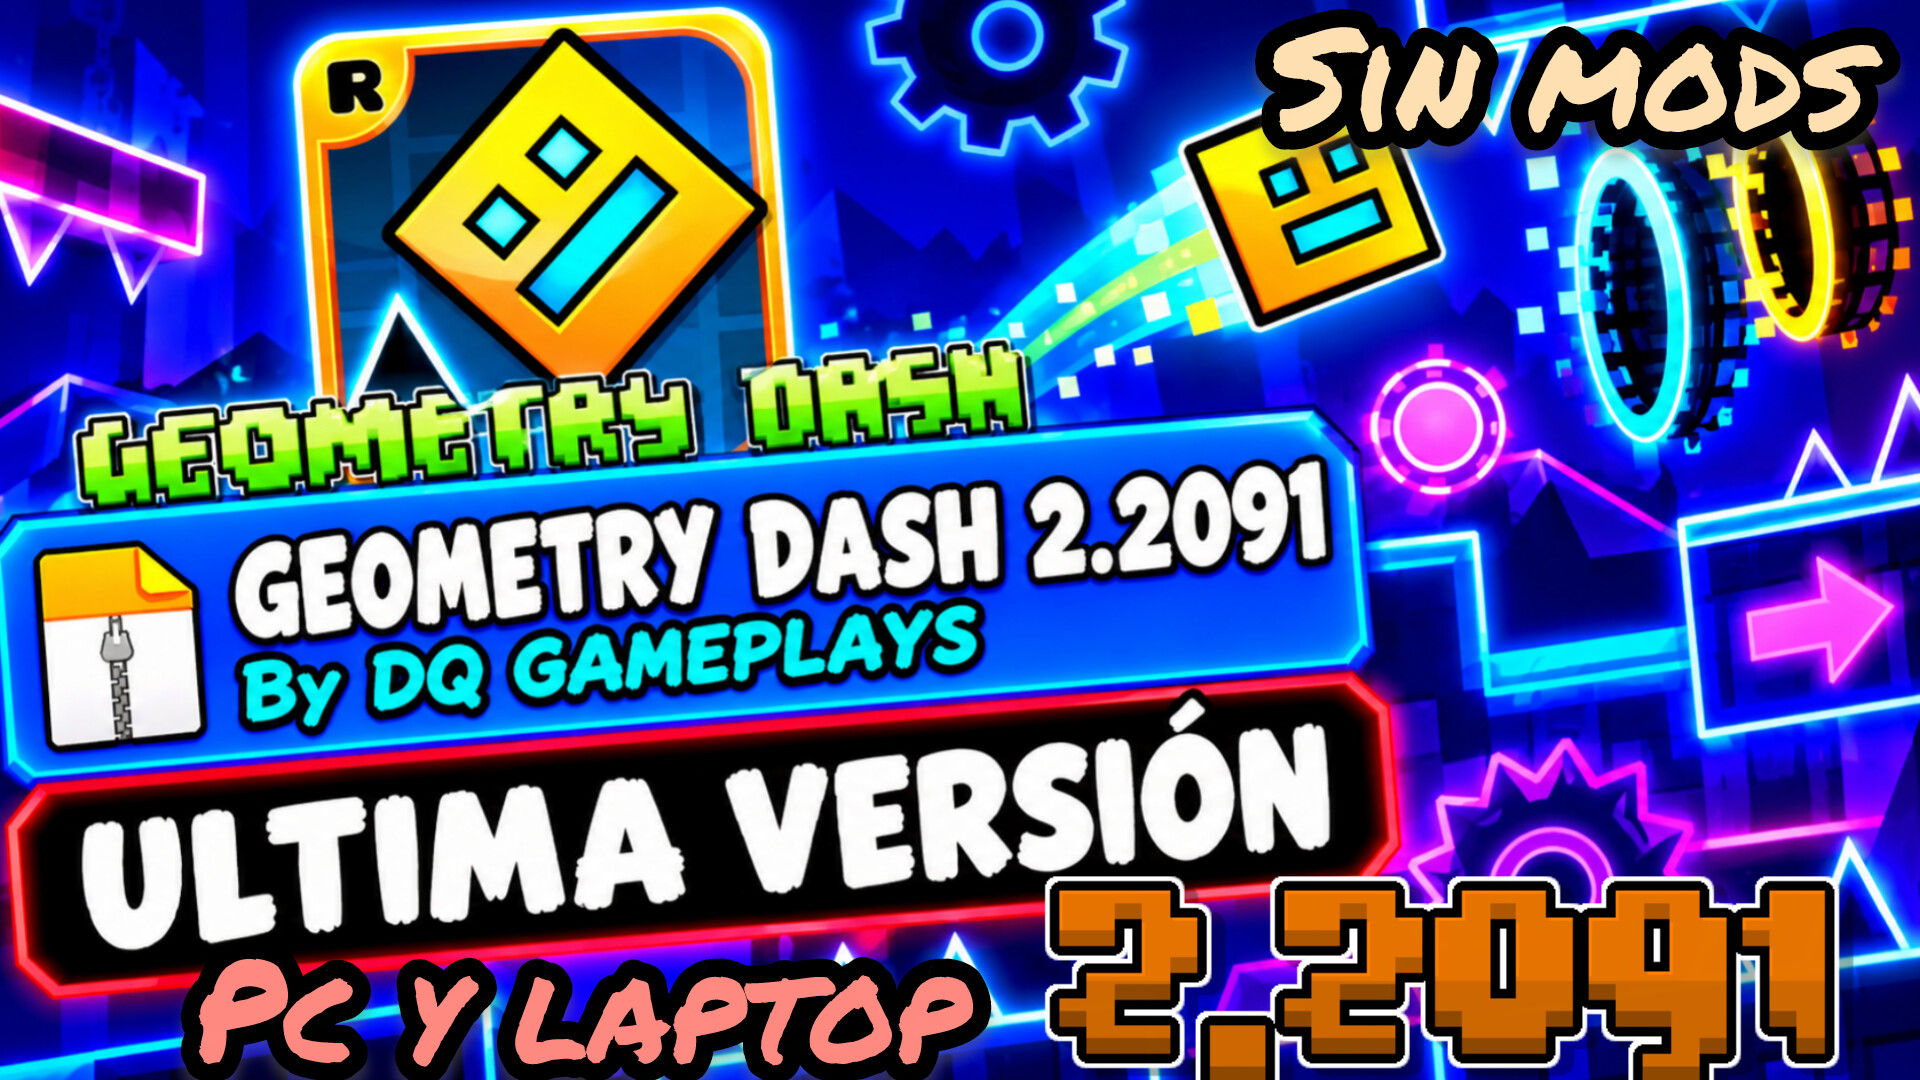 R
SIN MODS
GEOMETRY DASH
GEOMETRY DASH 2.2091
By DQ GAMEPLAYS
ULTIMA VERSIÓN
PC Y LAPTOP
2.2091